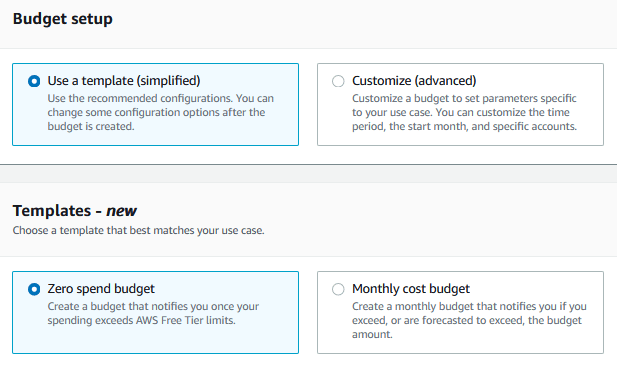 Budget setup
Use a template (simplified)
Use the recommended configurations. You can
change some configuration options after the
budget is created.
Customize (advanced)
Customize a budget to set parameters specific
to your use case. You can customize the time
period, the start month, and specific accounts.
Templates - new
Choose a template that best matches your use case.
Zero spend budget
Create a budget that notifies you once your
spending exceeds AWS Free Tier limits.
Monthly cost budget
Create a monthly budget that notifies you if you
exceed, or are forecasted to exceed, the budget
amount.